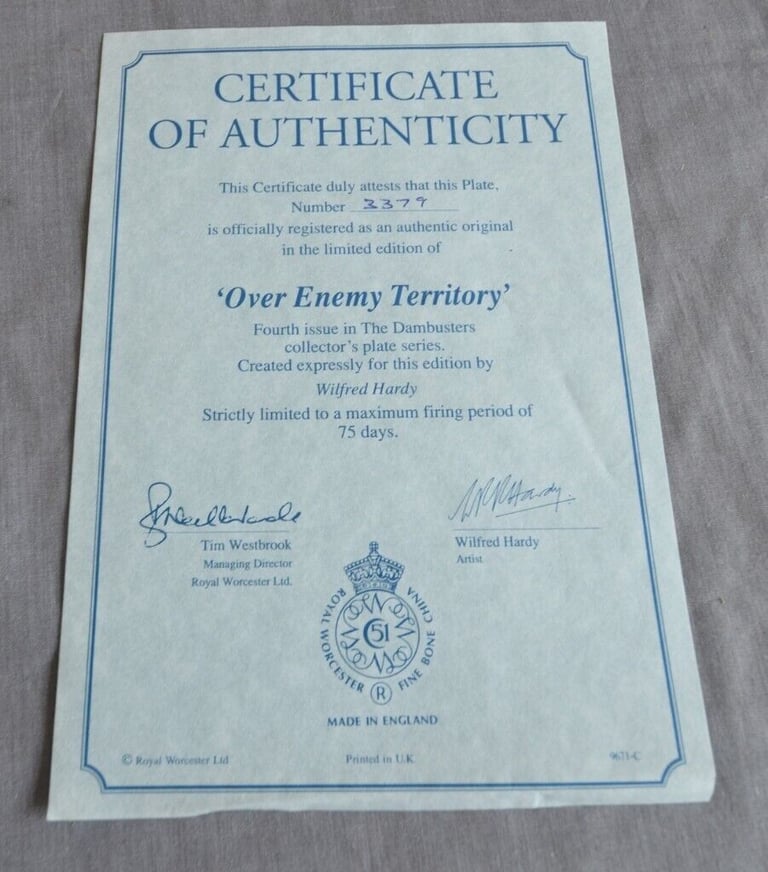 CERTIFICATE
OF AUTHENTICITY
This Certificate duly attests that this Plate,
Number 3379
is officially registered as an authentic original
in the limited edition of
‘Over Enemy Territory’
Fourth issue in The Dambusters
collector's plate series.
Created expressly for this edition by
Wilfred Hardy
Strictly limited to a maximum firing period of
75 days.
Tim Westbrook
Managing Director
Royal Worcester Ltd.
W R Hardy.
Wilfred Hardy
Artist
ROYAL WORCESTER
FINE BONE CHINA
C51
R
MADE IN ENGLAND
© Royal Worcester Ltd
Printed in U.K
9671-C